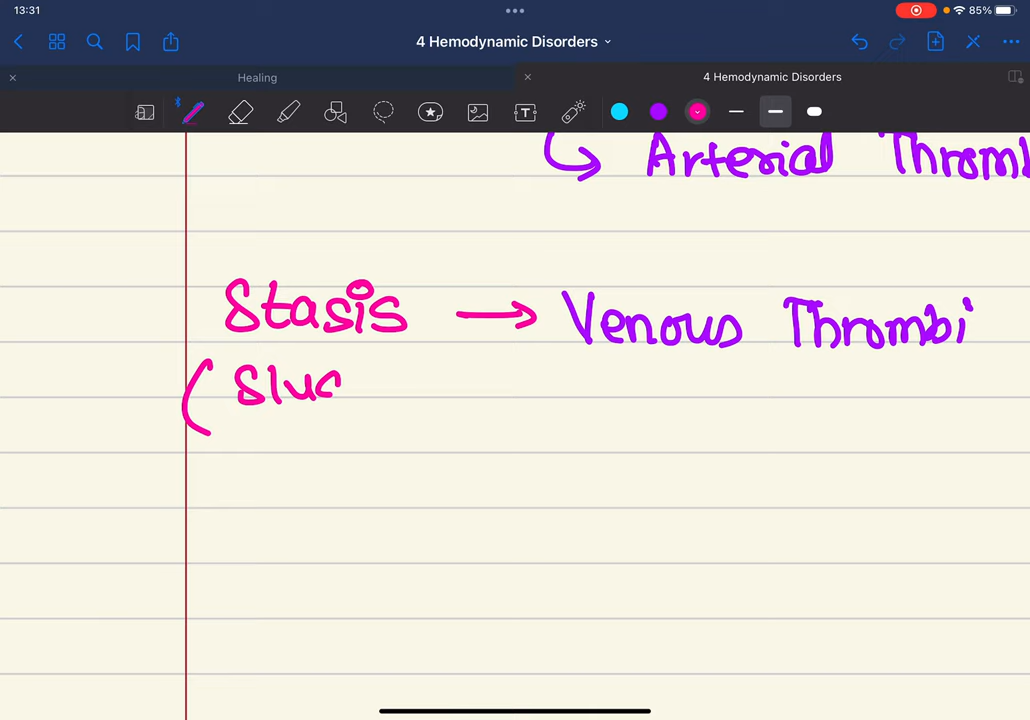 13:31
85%
4 Hemodynamic Disorders
Healing
4 Hemodynamic Disorders
Arterial Thromb
Stasis → Venous Thrombi
(Sluc